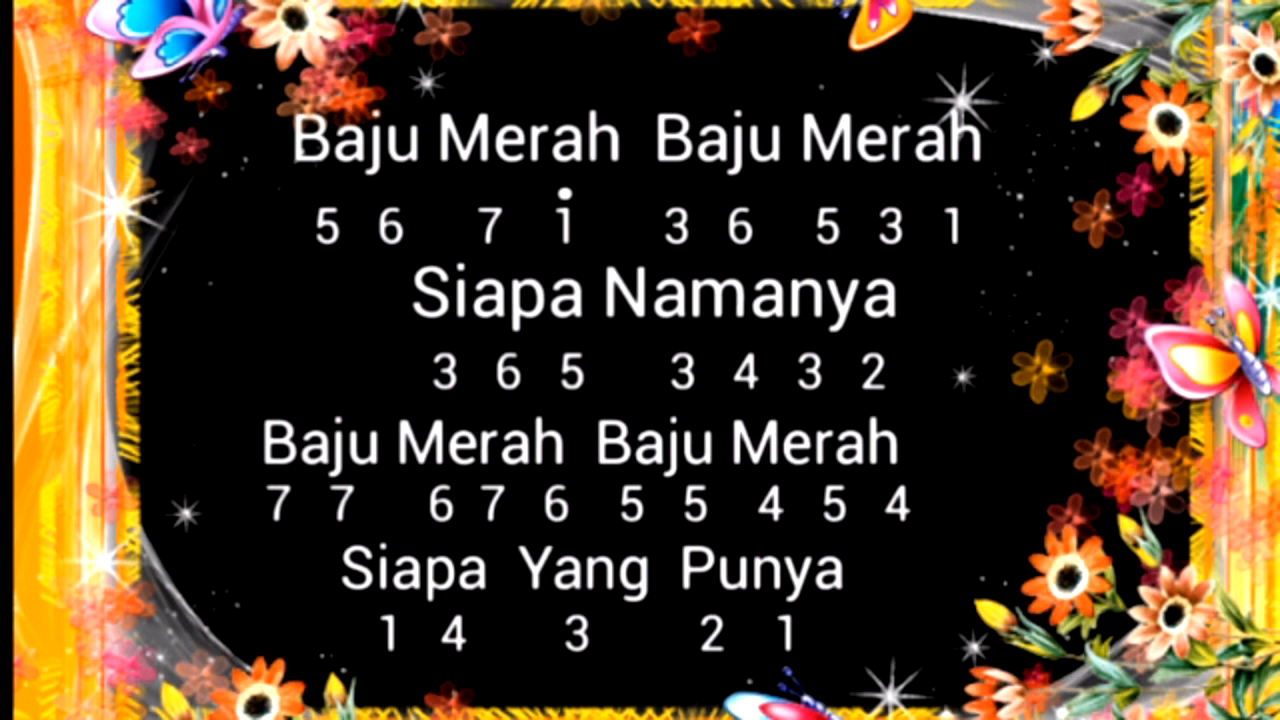 Baju Merah Baju Merah
5 6 7 i 3 6 5 3 1
Siapa Namanya
3 6 5 3 4 3 2
Baju Merah Baju Merah
7 7 6 7 6 5 5 4 5 4
Siapa Yang Punya
1 4 3 2 1